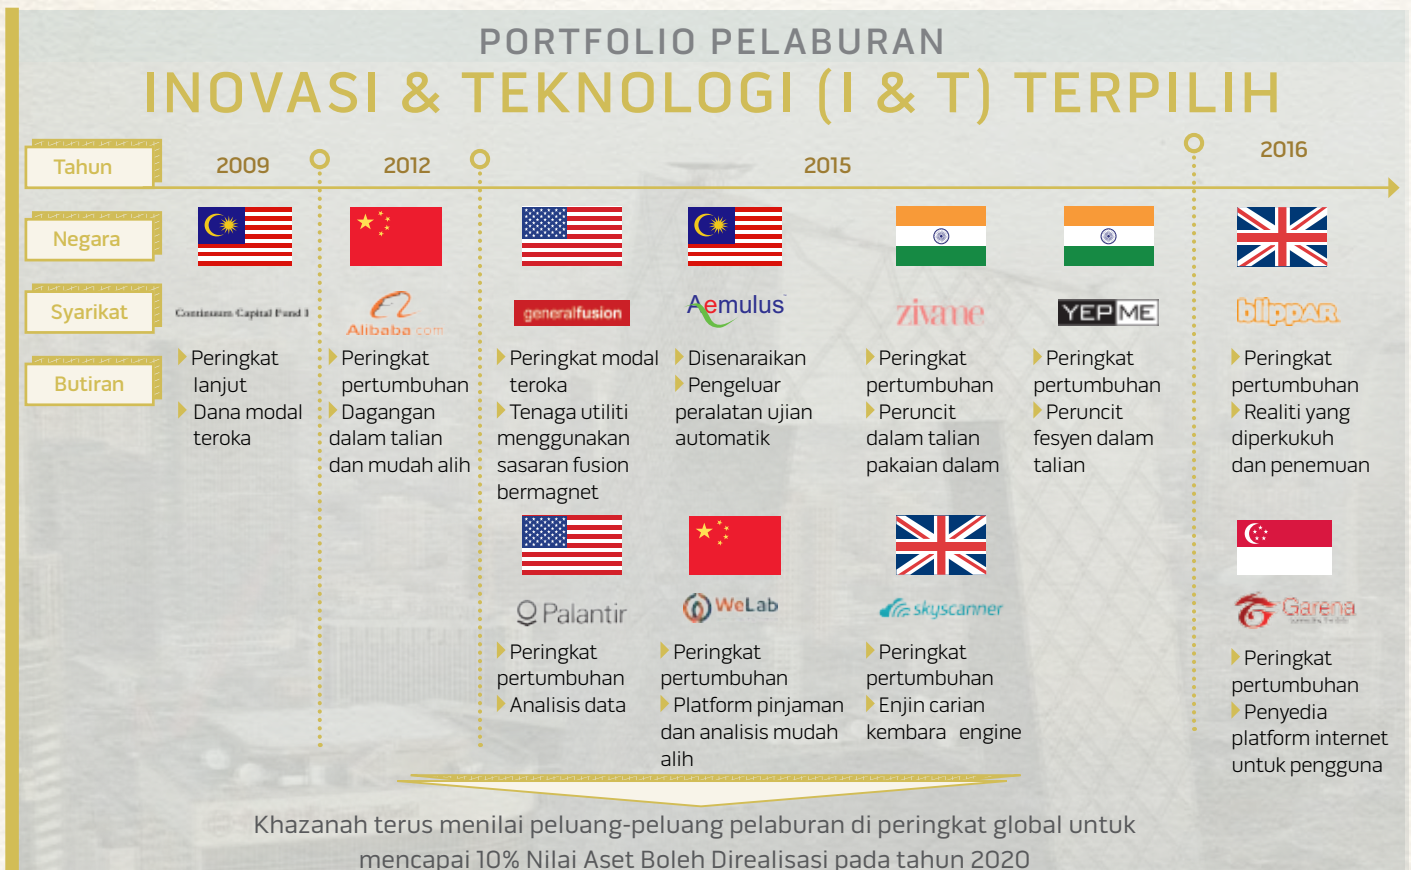 PORTFOLIO PELABURAN
INOVASI & TEKNOLOGI (I & T) TERPILIH
Tahun
2009
2012
2015
2016
Negara
Syarikat
Continuum Capital Fund 1
Alibaba.com
generalfusion
Aemulus
zivame
YEPME
blippar
Butiran
Peringkat
lanjut
Dana modal
teroka
Peringkat
pertumbuhan
Dagangan
dalam talian
dan mudah alih
Peringkat modal
teroka
Tenaga utiliti
menggunakan
sasaran fusion
bermagnet
Disenaraikan
Pengeluar
peralatan ujian
automatik
Peringkat
pertumbuhan
Peruncit
dalam talian
pakaian dalam
Peringkat
pertumbuhan
Peruncit
fesyen dalam
talian
Peringkat
pertumbuhan
Realiti yang
diperkukuh
dan penemuan
Palantir
Peringkat
pertumbuhan
Analisis data
WeLab
Peringkat
pertumbuhan
Platform pinjaman
dan analisis mudah
alih
skyscanner
Peringkat
pertumbuhan
Enjin carian
kembara engine
Garena
Peringkat
pertumbuhan
Penyedia
platform internet
untuk pengguna
Khazanah terus menilai peluang-peluang pelaburan di peringkat global untuk
mencapai 10% Nilai Aset Boleh Direalisasi pada tahun 2020